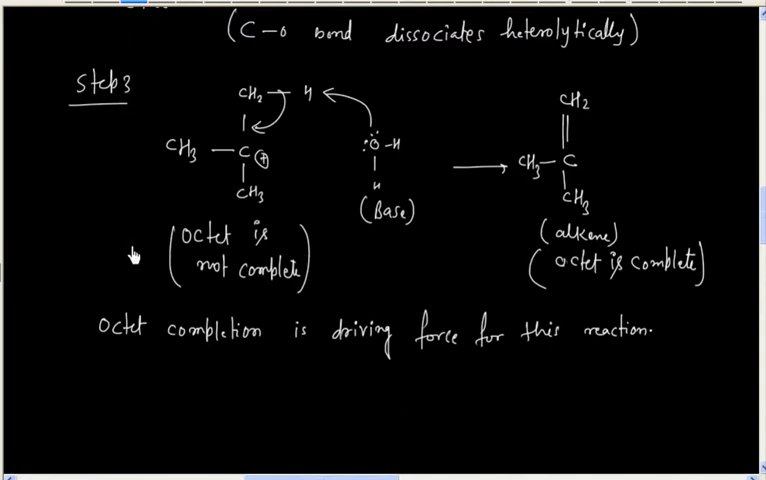 (C-O bond dissociates heterolytically)
Step 3
CH₂ — H
CH₃ — C ⊕
CH₃
:Ö-H
H
(Base)
CH₂
CH₃ — C
CH₃
(octet is
not complete)
(alkene)
(octet is complete)
Octet completion is driving force for this reaction.